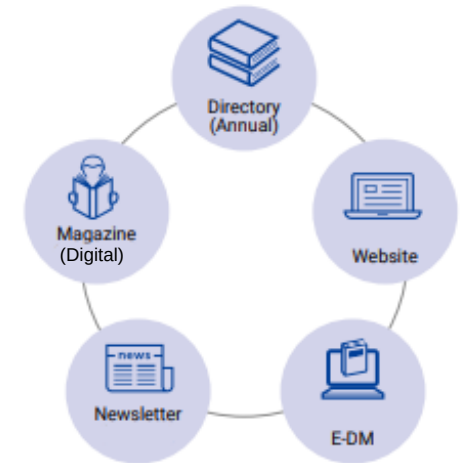 Directory
(Annual)
Website
E-DM
news
Newsletter
Magazine
(Digital)